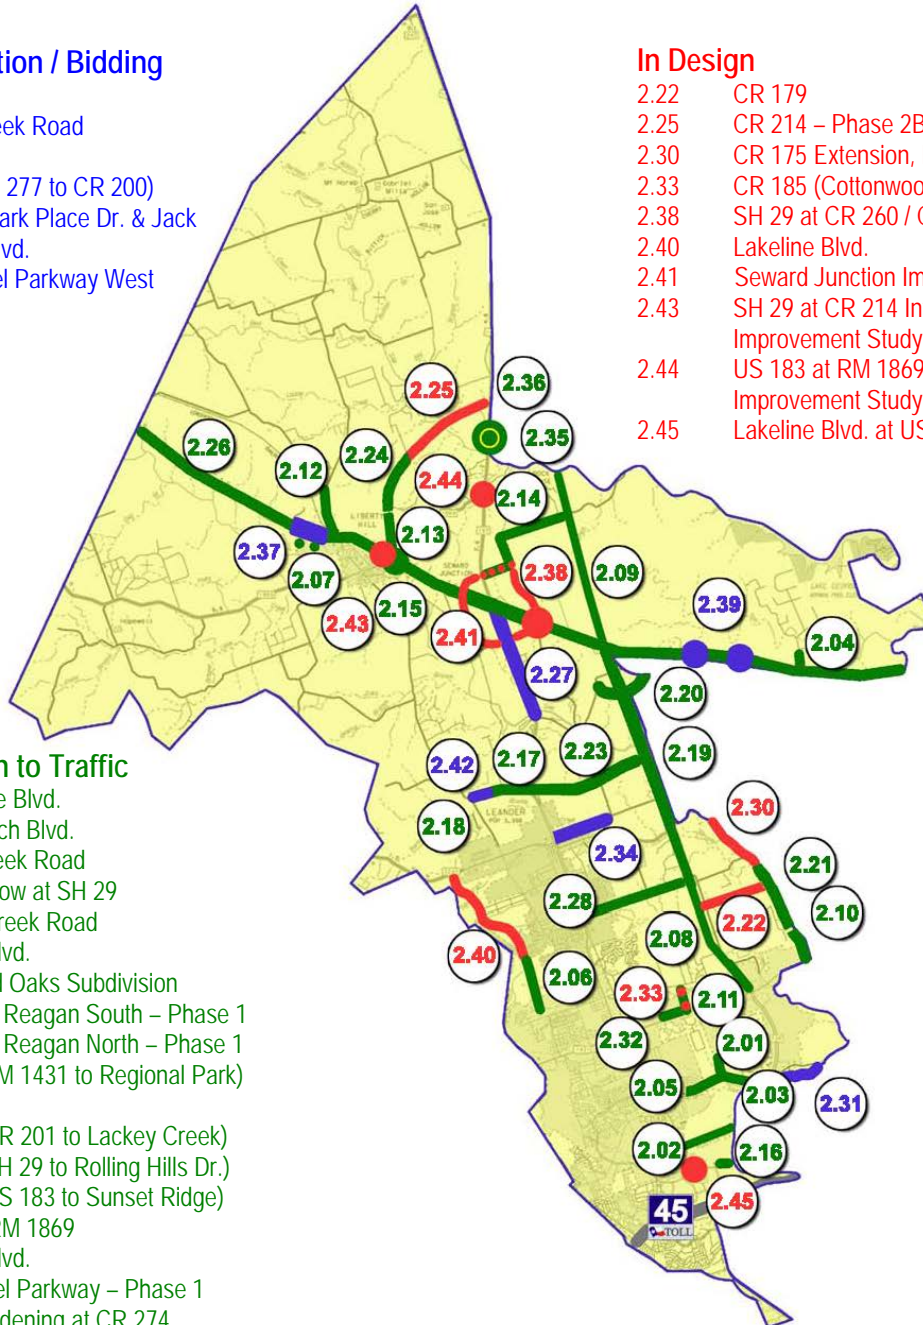 tion / Bidding
eek Road
277 to CR 200)
ark Place Dr. & Jack
vd.
el Parkway West
In Design
2.22 CR 179
2.25 CR 214 – Phase 2B
2.30 CR 175 Extension,
2.33 CR 185 (Cottonwoo
2.38 SH 29 at CR 260 / C
2.40 Lakeline Blvd.
2.41 Seward Junction Im
2.43 SH 29 at CR 214 In
Improvement Study
2.44 US 183 at RM 1869
Improvement Study
2.45 Lakeline Blvd. at US
2.25
2.36
2.26
2.12
2.24
2.35
2.44
2.14
2.37
2.13
LIBERTY
HILL
2.07
SEWARD
JUNCTION
2.38
2.09
2.43
2.15
2.41
2.39
2.04
2.27
2.20
2.42
2.17
2.23
2.19
2.18
LEANDER
2.34
2.30
2.21
2.28
2.22
2.10
2.08
2.40
2.06
2.33
2.11
2.32
2.01
2.05
2.03
2.31
2.02
2.16
2.45
45
TOLL
n to Traffic
e Blvd.
ch Blvd.
eek Road
ow at SH 29
reek Road
lvd.
l Oaks Subdivision
Reagan South – Phase 1
Reagan North – Phase 1
M 1431 to Regional Park)
R 201 to Lackey Creek)
H 29 to Rolling Hills Dr.)
S 183 to Sunset Ridge)
RM 1869
lvd.
el Parkway – Phase 1
dening at CR 274